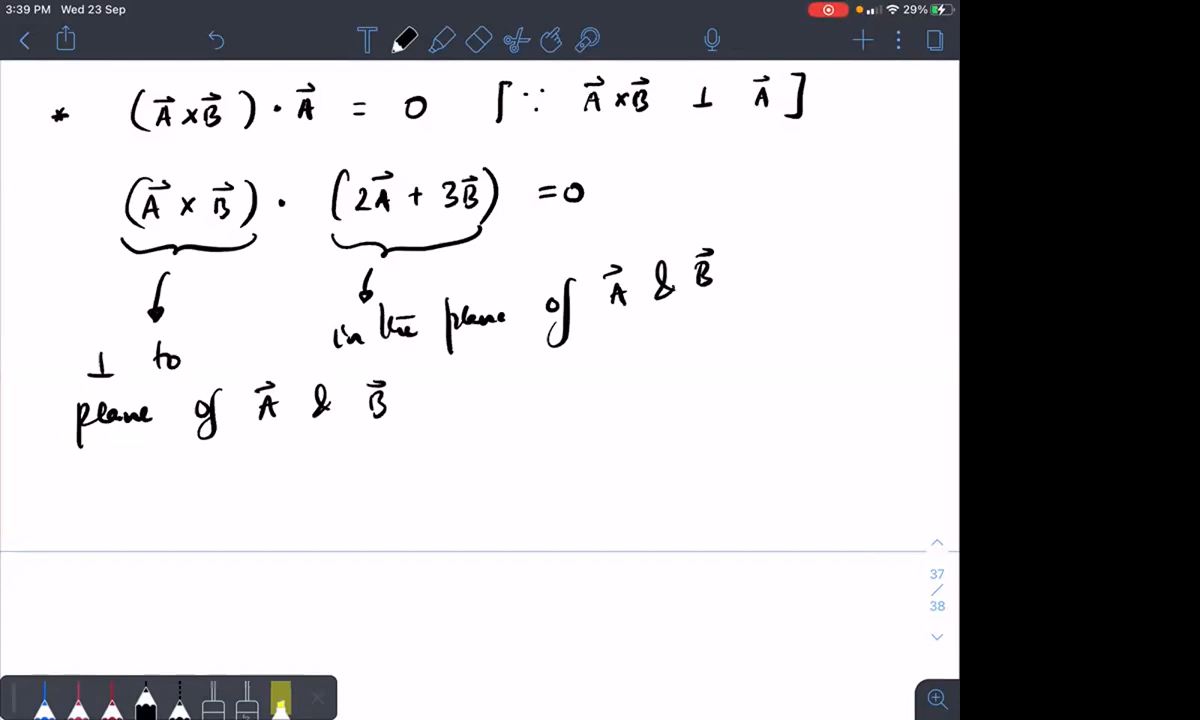 3:39 PM Wed 23 Sep 29%
T
* (A⃗ × B⃗) · A⃗ = 0 [∵ A⃗ × B⃗ ⊥ A⃗]
(A⃗ × B⃗) · (2A⃗ + 3B⃗) = 0
in the plane of A⃗ & B⃗
⊥ to
plane of A⃗ & B⃗
37
/
38